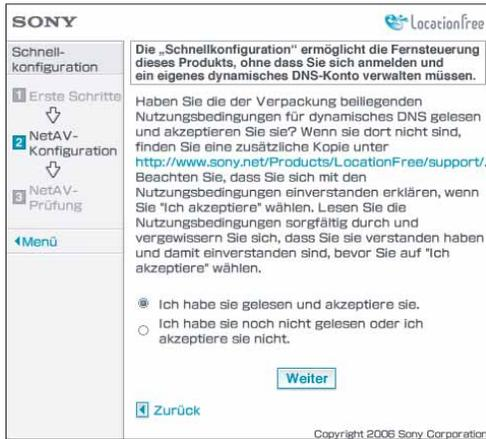 SONY
LocationFree
Schnell-
konfiguration
1 Erste Schritte
2 NetAV-
Konfiguration
3 NetAV-
Prüfung
Menü
Die „Schnellkonfiguration" ermöglicht die Fernsteuerung
dieses Produkts, ohne dass Sie sich anmelden und
ein eigenes dynamisches DNS-Konto verwalten müssen.
Haben Sie die der Verpackung beiliegenden
Nutzungsbedingungen für dynamisches DNS gelesen
und akzeptieren Sie sie? Wenn sie dort nicht sind,
finden Sie eine zusätzliche Kopie unter
http://www.sony.net/Products/LocationFree/support/.
Beachten Sie, dass Sie sich mit den
Nutzungsbedingungen einverstanden erklären, wenn
Sie "Ich akzeptiere" wählen. Lesen Sie die
Nutzungsbedingungen sorgfältig durch und
vergewissern Sie sich, dass Sie sie verstanden haben
und damit einverstanden sind, bevor Sie auf "Ich
akzeptiere" wählen.
Ich habe sie gelesen und akzeptiere sie.
Ich habe sie noch nicht gelesen oder ich
akzeptiere sie nicht.
Weiter
Zurück
Copyright 2006 Sony Corporation